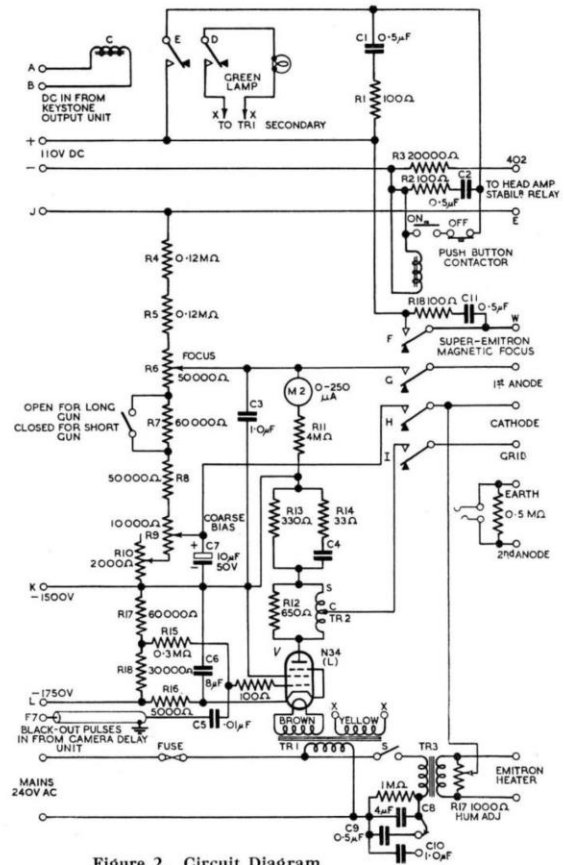 E
D
C
A
B
DC IN FROM
KEYSTONE
OUTPUT UNIT
GREEN
LAMP
X
X
TO TR1 SECONDARY
C1
0·5µF
R1
100Ω
+
110V DC
-
R3 20000Ω
402
R2 100Ω
C2
0·5µF
TO HEAD AMP
STABILR RELAY
J
E
ON
OFF
PUSH BUTTON
CONTACTOR
R4
0·12MΩ
R5
0·12MΩ
R18 100Ω
C11
0·5µF
W
F
SUPER-EMITRON
MAGNETIC FOCUS
R6
FOCUS
50000Ω
G
1st ANODE
M2
0-250
µA
OPEN FOR LONG
GUN
CLOSED FOR SHORT
GUN
R7
60000Ω
C3
1·0µF
R11
4MΩ
H
CATHODE
I
GRID
50000Ω
R8
10000Ω
R9
COARSE
BIAS
R13
330Ω
R14
33Ω
C4
EARTH
0·5 MΩ
2nd ANODE
R10
2000Ω
+
C7
10µF
50V
-
K
-1500V
R12
650Ω
S
C
TR2
R17
60000Ω
R15
0·3MΩ
C6
8µF
V
N34
(L)
R18
30000Ω
100Ω
-1750V
L
R16
5000Ω
F7
C5
·01µF
BLACK-OUT PULSES
IN FROM CAMERA DELAY
UNIT
BROWN
X
YELLOW
X
TR1
FUSE
S
TR3
MAINS
240V AC
1MΩ
EMITRON
HEATER
R17 1000Ω
HUM ADJ
4µF
C8
C9
0·5µF
C10
1·0µF
Figure 2. Circuit Diagram